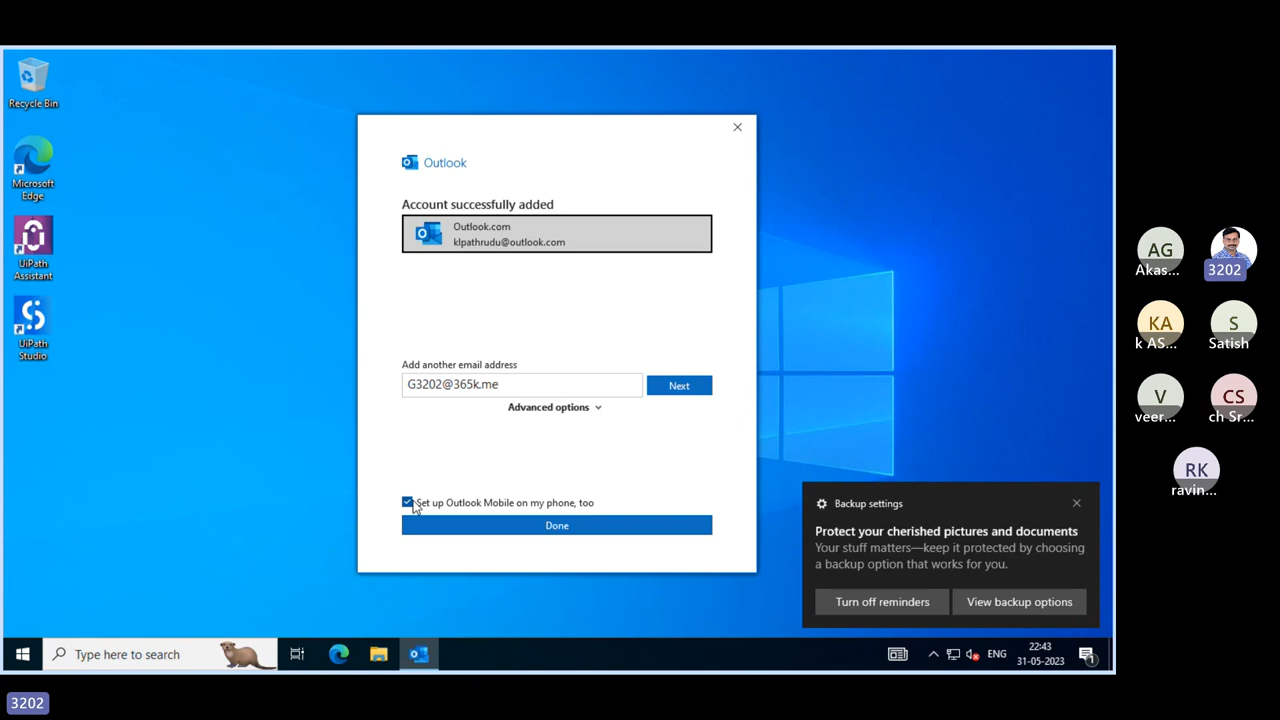 Recycle Bin
Microsoft
Edge
UiPath
Assistant
UiPath
Studio
Outlook
Account successfully added
Outlook.com
klpathrudu@outlook.com
Add another email address
G3202@365k.me
Next
Advanced options
Set up Outlook Mobile on my phone, too
Done
Backup settings
Protect your cherished pictures and documents
Your stuff matters—keep it protected by choosing
a backup option that works for you.
Turn off reminders
View backup options
Type here to search
ENG
22:43
31-05-2023
1
AG
Akas...
3202
KA
k AS...
S
Satish
V
veer...
CS
ch Sr...
RK
ravin...
3202